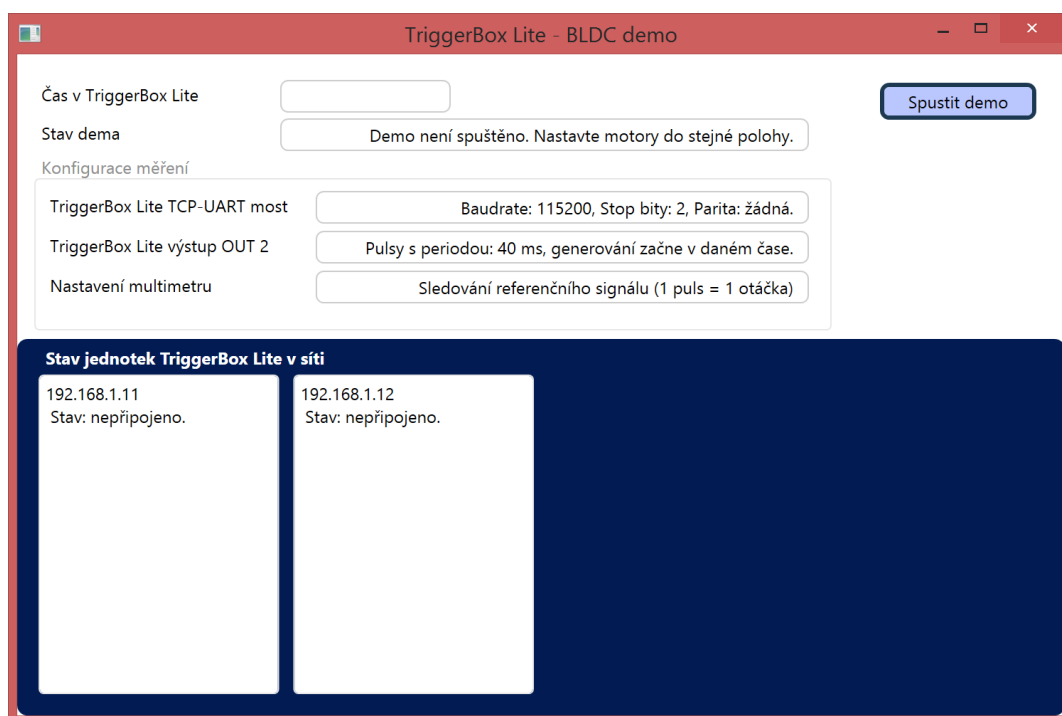 TriggerBox Lite - BLDC demo
Čas v TriggerBox Lite
Spustit demo
Stav dema
Demo není spuštěno. Nastavte motory do stejné polohy.
Konfigurace měření
TriggerBox Lite TCP-UART most
Baudrate: 115200, Stop bity: 2, Parita: žádná.
TriggerBox Lite výstup OUT 2
Pulsy s periodou: 40 ms, generování začne v daném čase.
Nastavení multimetru
Sledování referenčního signálu (1 puls = 1 otáčka)
Stav jednotek TriggerBox Lite v síti
192.168.1.11
Stav: nepřipojeno.
192.168.1.12
Stav: nepřipojeno.